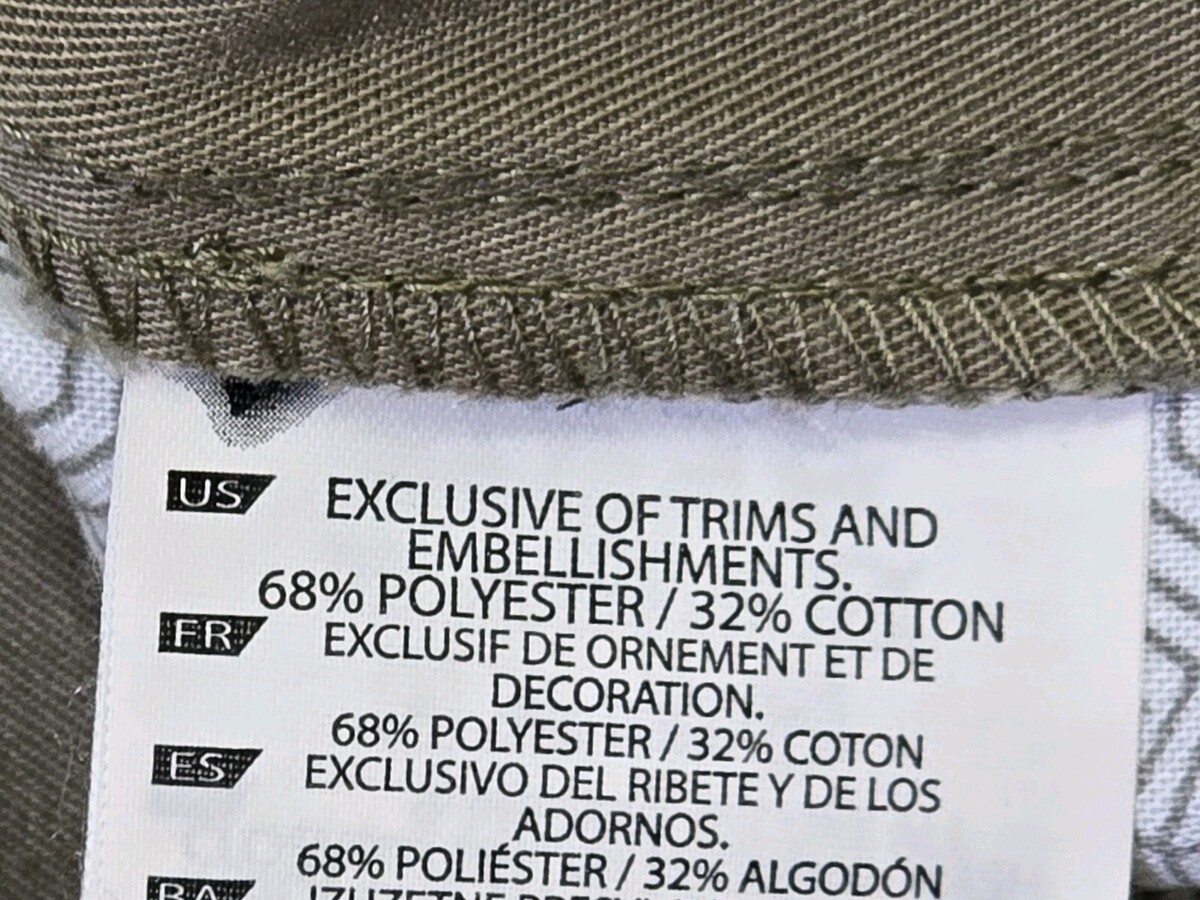 US EXCLUSIVE OF TRIMS AND
EMBELLISHMENTS.
68% POLYESTER / 32% COTTON
FR EXCLUSIF DE ORNEMENT ET DE
DECORATION.
68% POLYESTER / 32% COTON
ES EXCLUSIVO DEL RIBETE Y DE LOS
ADORNOS.
68% POLIÉSTER / 32% ALGODÓN
BA